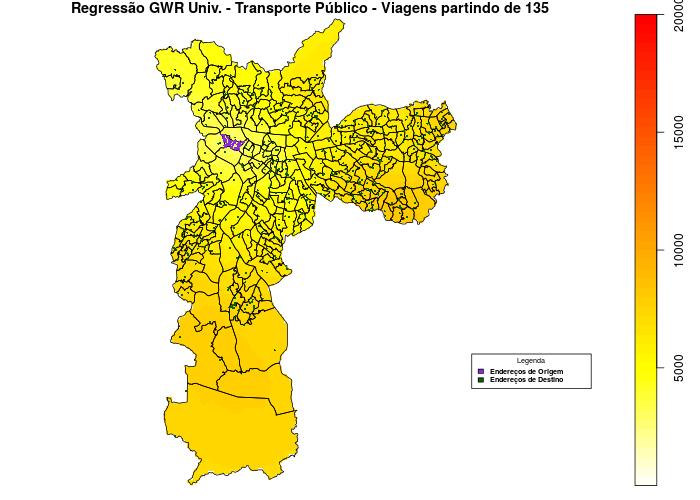 Regressão GWR Univ. - Transporte Público - Viagens partindo de 135
20000
15000
10000
5000
Legenda
Endereços de Origem
Endereços de Destino